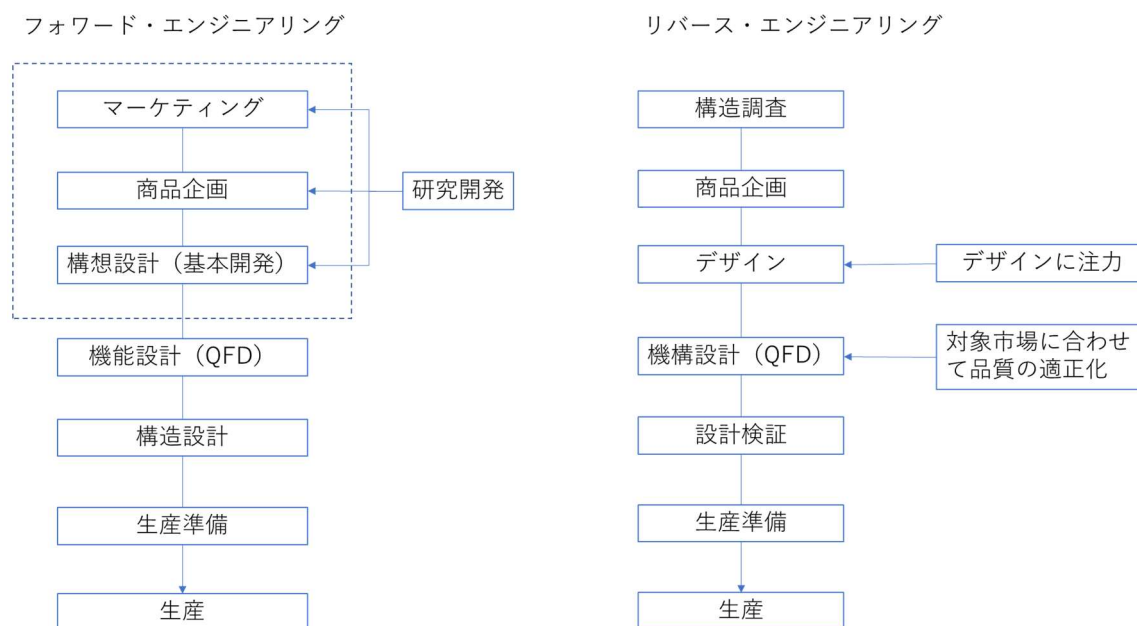 フォワード・エンジニアリング
マーケティング
商品企画
構想設計（基本開発）
研究開発
機能設計（QFD）
構造設計
生産準備
生産
リバース・エンジニアリング
構造調査
商品企画
デザイン
デザインに注力
機構設計（QFD）
対象市場に合わせ
て品質の適正化
設計検証
生産準備
生産